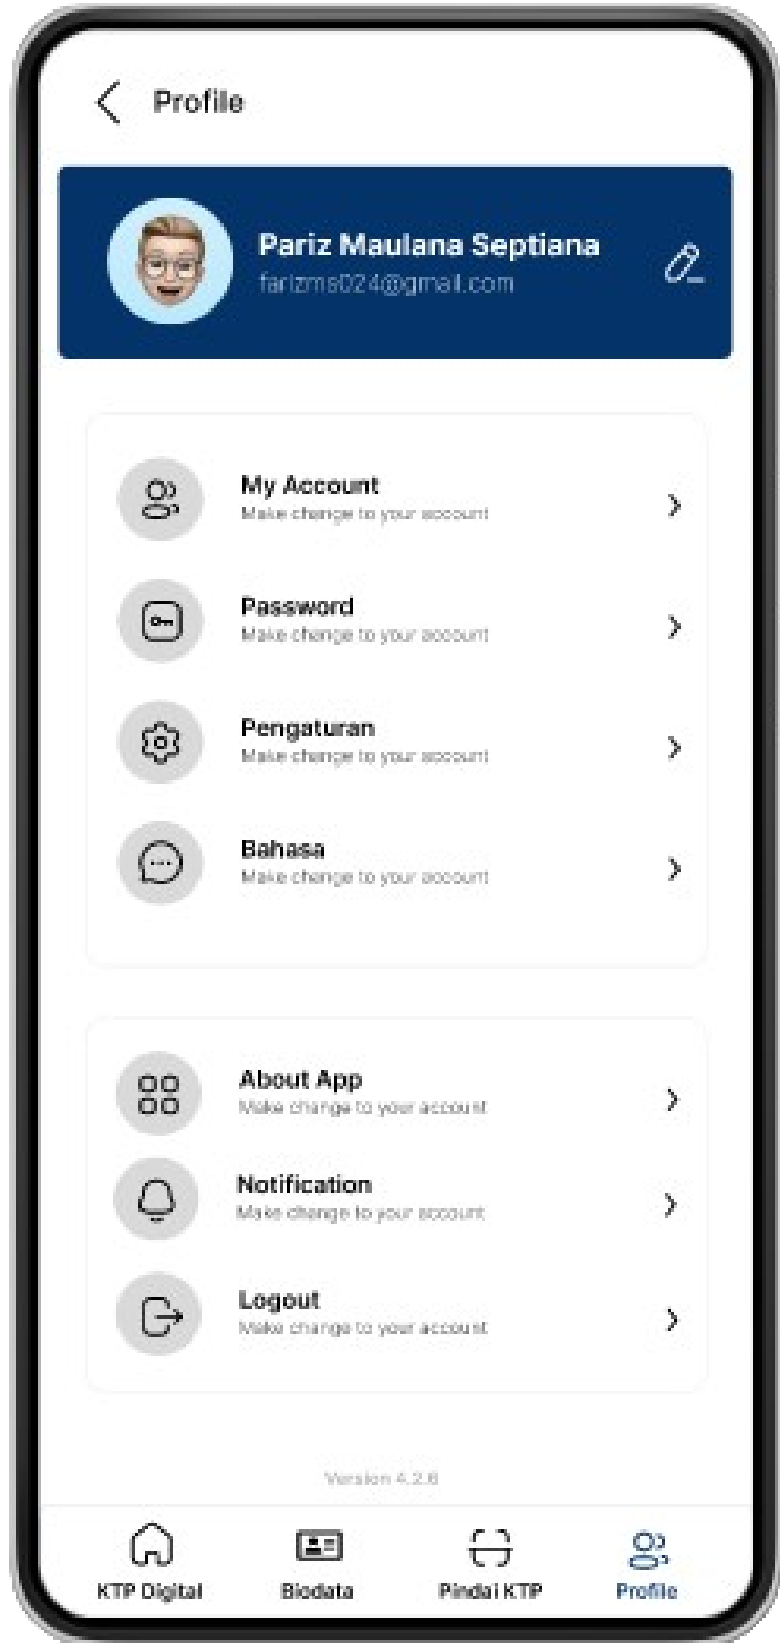 Profile
Pariz Maulana Septiana
farizms024@gmail.com
My Account
Make change to your account
Password
Make change to your account
Pengaturan
Make change to your account
Bahasa
Make change to your account
About App
Make change to your account
Notification
Make change to your account
Logout
Make change to your account
Version 4.2.6
KTP Digital
Biodata
Pindai KTP
Profile